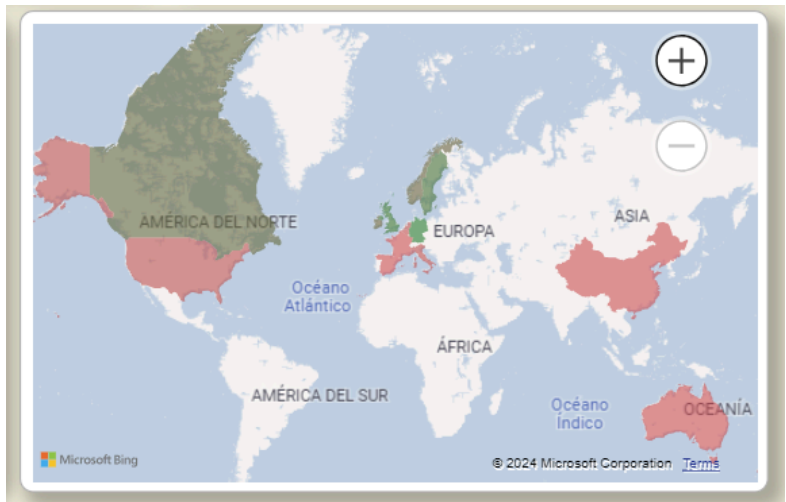 AMÉRICA DEL NORTE
EUROPA
ASIA
Océano
Atlántico
ÁFRICA
AMÉRICA DEL SUR
Océano
Índico
OCEANÍA
Microsoft Bing
© 2024 Microsoft Corporation Terms